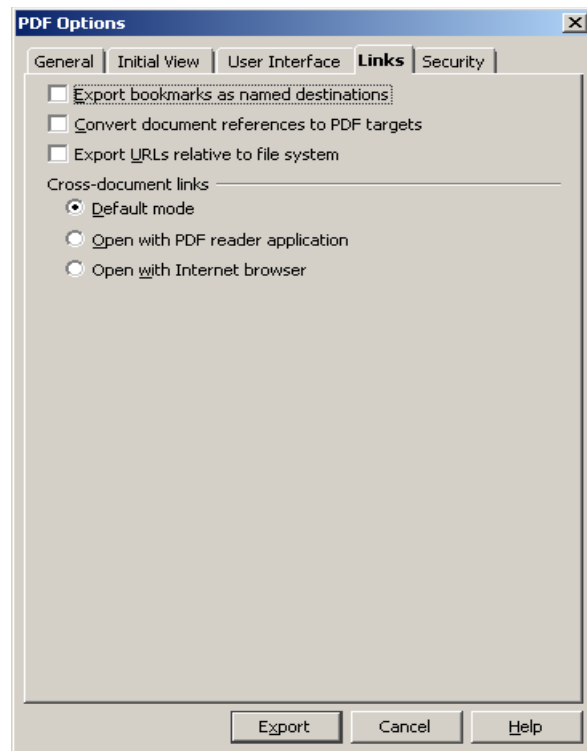 PDF Options
General Initial View User Interface Links Security
Export bookmarks as named destinations
Convert document references to PDF targets
Export URLs relative to file system
Cross-document links
Default mode
Open with PDF reader application
Open with Internet browser
Export Cancel Help